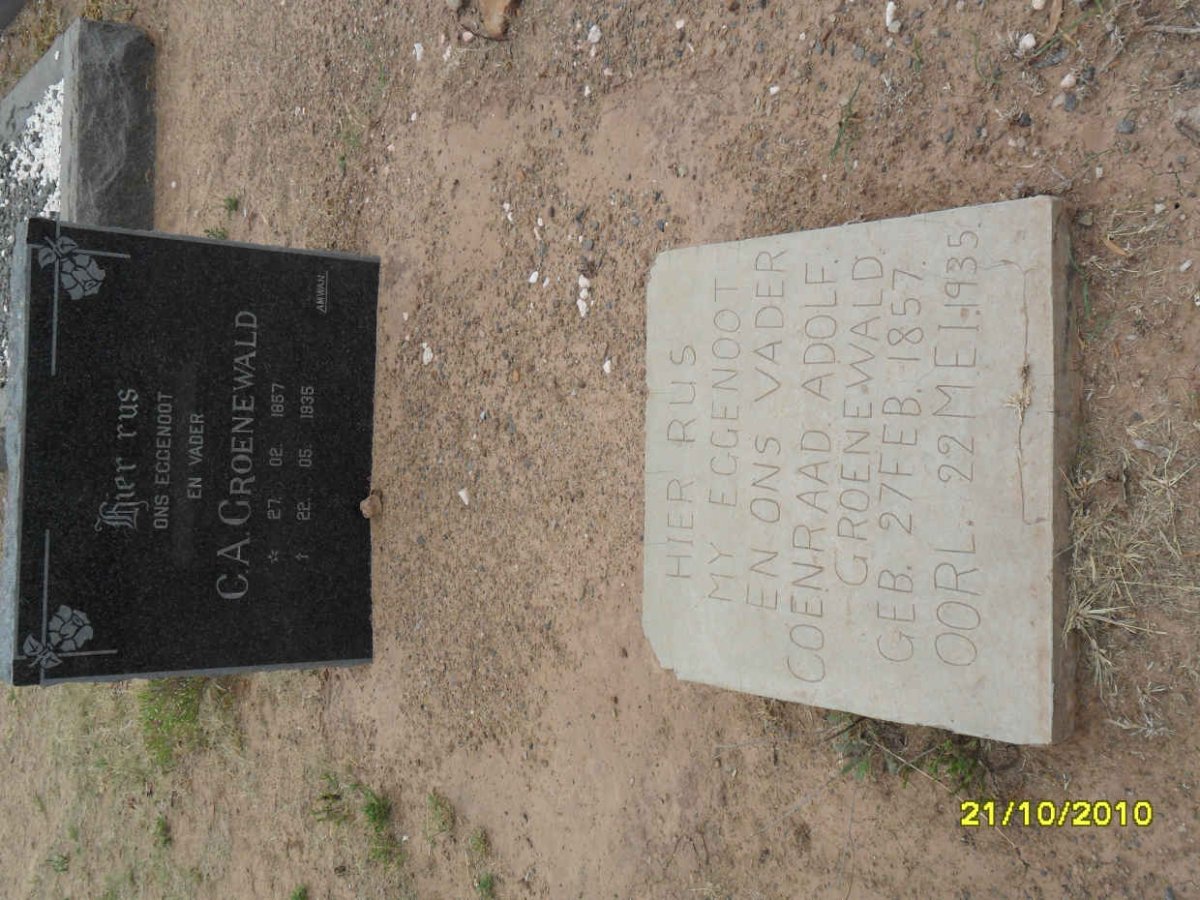 Hier rus
ONS EGGENOOT
EN VADER
C.A. GROENEWALD
* 27. 02. 1857
† 22. 05. 1935
AMWAN
HIER RUS
MY EGGENOOT
EN ONS VADER
COENRAAD. ADOLF.
GROENEWALD.
GEB. 27 FEB. 1857.
OORL. 22 MEI. 1935.
21/10/2010